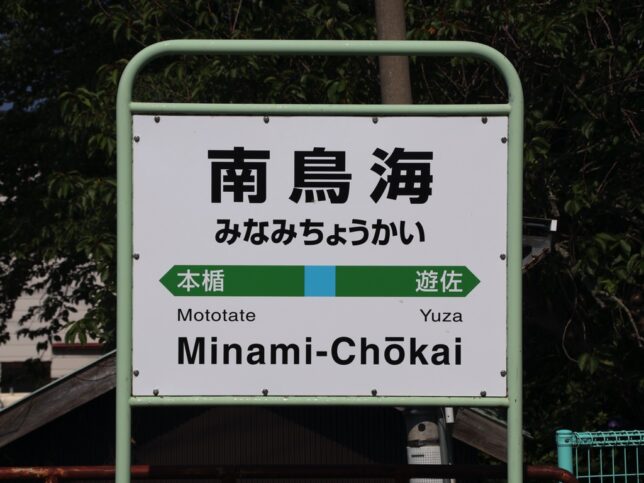 南鳥海
みなみちょうかい
本楯 遊佐
Mototate Yuza
Minami-Chōkai